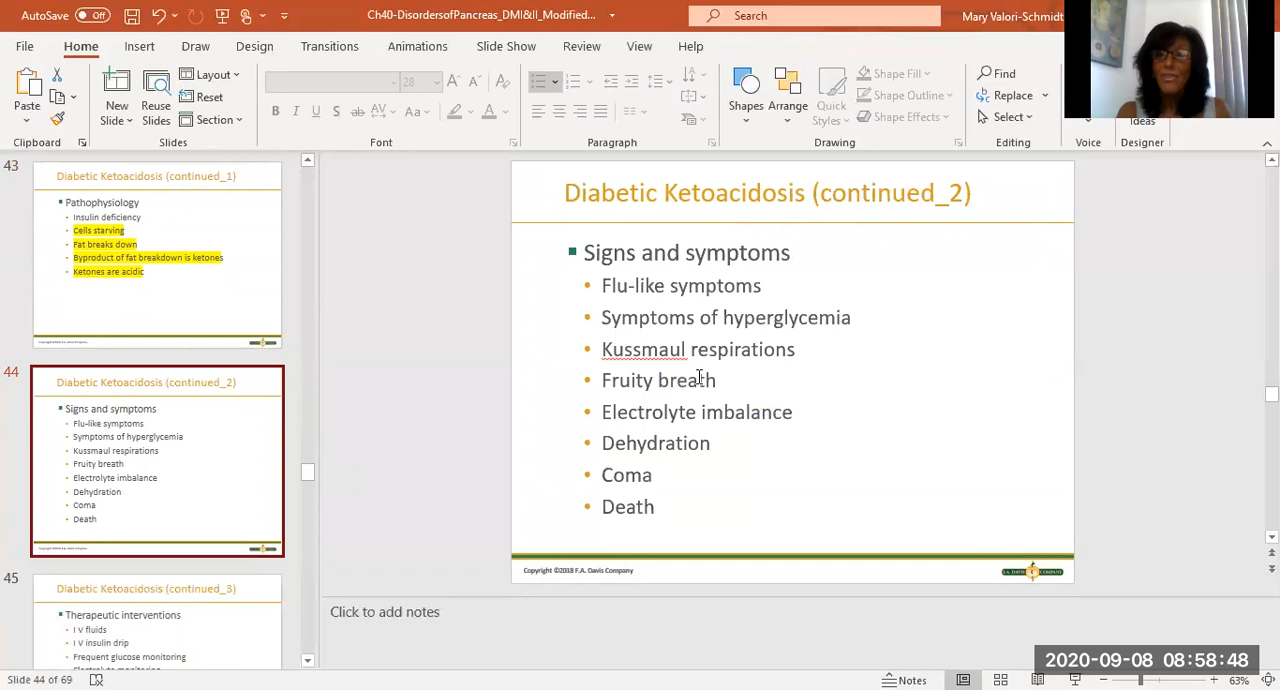 AutoSave
Off
Ch40-DisordersofPancreas_DMI&II_Modified...
Search
Mary Valori-Schmidt
File
Home
Insert
Draw
Design
Transitions
Animations
Slide Show
Review
View
Help
Paste
New
Slide
Reuse
Slides
Layout
Reset
Section
28
Shapes
Arrange
Quick
Styles
Shape Fill
Shape Outline
Shape Effects
Find
Replace
Select
Ideas
Clipboard
Slides
Font
Paragraph
Drawing
Editing
Voice
Designer
43
Diabetic Ketoacidosis (continued_1)
Pathophysiology
Insulin deficiency
Cells starving
Fat breaks down
Byproduct of fat breakdown is ketones
Ketones are acidic
44
Diabetic Ketoacidosis (continued_2)
Signs and symptoms
Flu-like symptoms
Symptoms of hyperglycemia
Kussmaul respirations
Fruity breath
Electrolyte imbalance
Dehydration
Coma
Death
45
Diabetic Ketoacidosis (continued_3)
Therapeutic interventions
I V fluids
I V insulin drip
Frequent glucose monitoring
Electrolyte monitoring
Diabetic Ketoacidosis (continued_2)
Signs and symptoms
Flu-like symptoms
Symptoms of hyperglycemia
Kussmaul respirations
Fruity breath
Electrolyte imbalance
Dehydration
Coma
Death
Copyright ©2018 F.A. Davis Company
F.A. DAVIS COMPANY
Click to add notes
2020-09-08 08:58:48
Slide 44 of 69
Notes
63%